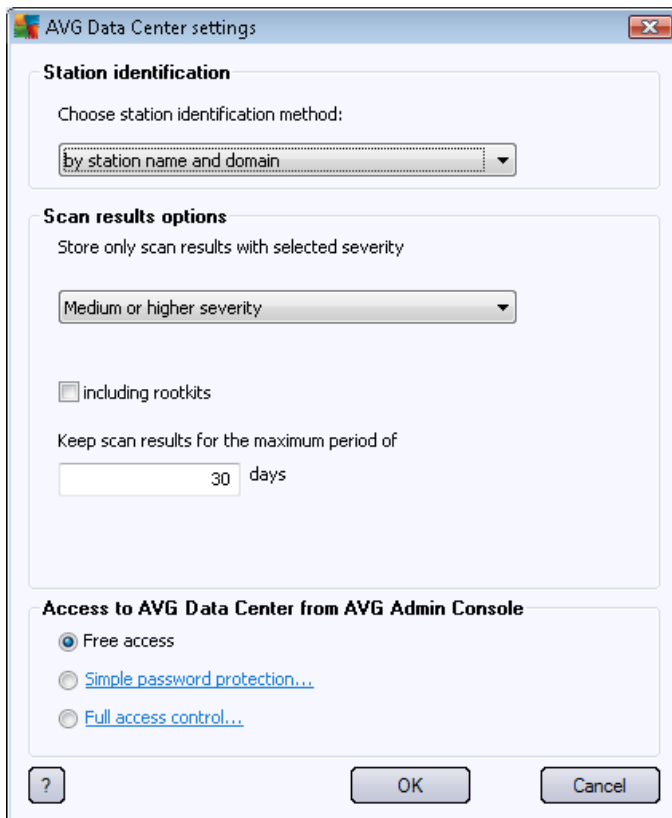 AVG Data Center settings
Station identification
Choose station identification method:
by station name and domain
Scan results options
Store only scan results with selected severity
Medium or higher severity
including rootkits
Keep scan results for the maximum period of
30 days
Access to AVG Data Center from AVG Admin Console
Free access
Simple password protection...
Full access control...
? OK Cancel